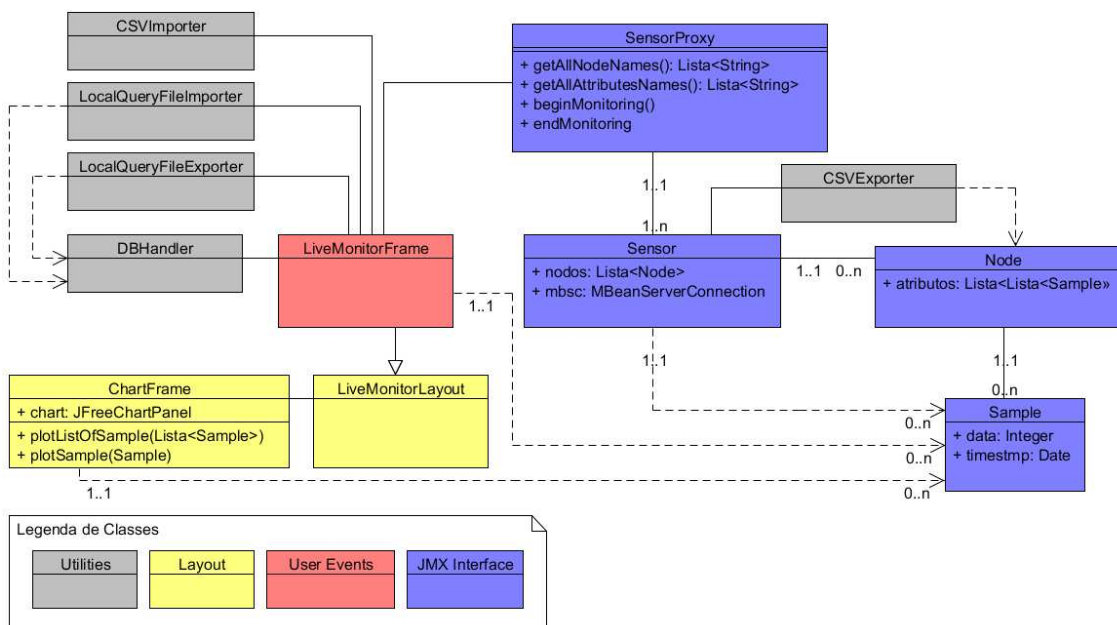 CSVImporter
LocalQueryFileImporter
LocalQueryFileExporter
DBHandler
LiveMonitorFrame
SensorProxy
+ getAllNodeNames(): Lista<String>
+ getAllAttributesNames(): Lista<String>
+ beginMonitoring()
+ endMonitoring
1..1
1..n
CSVExporter
Sensor
+ nodos: Lista<Node>
+ mbsc: MBeanServerConnection
1..1
0..n
Node
+ atributos: Lista<Lista<Sample»
1..1
1..1
1..1
0..n
ChartFrame
+ chart: JFreeChartPanel
+ plotListOfSample(Lista<Sample>)
+ plotSample(Sample)
LiveMonitorLayout
Sample
+ data: Integer
+ timestmp: Date
0..n
0..n
0..n
1..1
Legenda de Classes
Utilities
Layout
User Events
JMX Interface